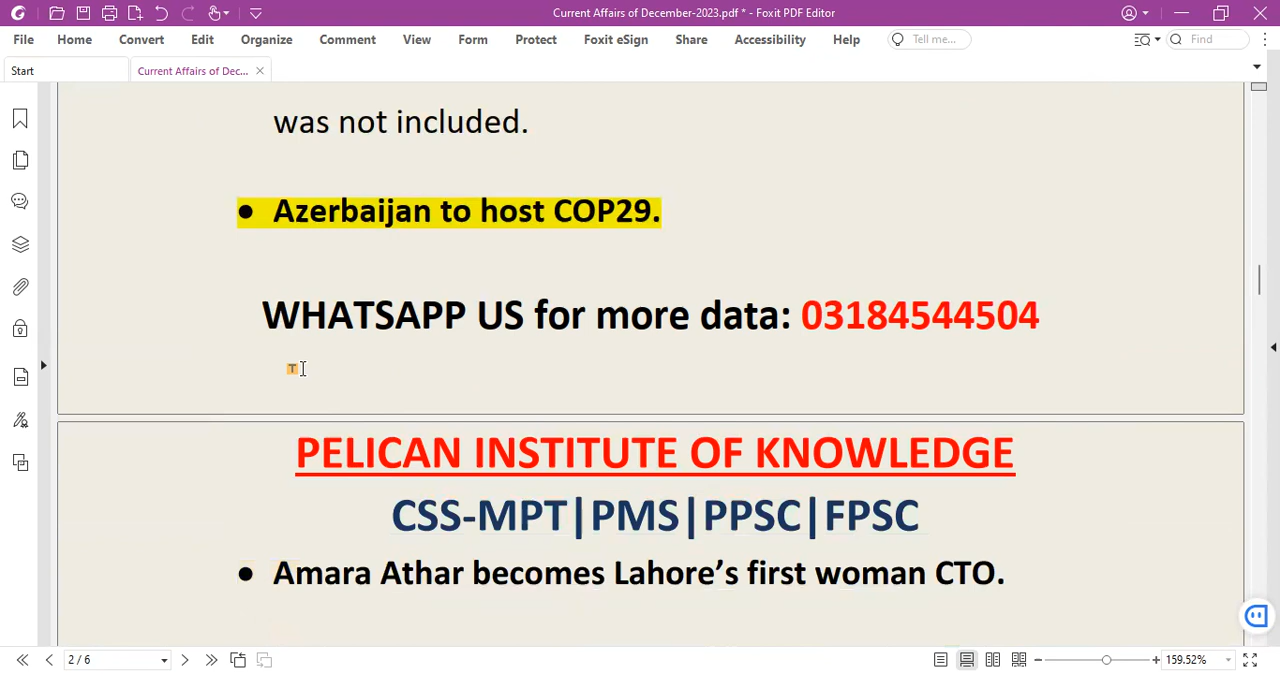 Current Affairs of December-2023.pdf * - Foxit PDF Editor
File Home Convert Edit Organize Comment View Form Protect Foxit eSign Share Accessibility Help Tell me... Find
Start Current Affairs of Dec...
was not included.
● Azerbaijan to host COP29.
WHATSAPP US for more data: 03184544504
T
PELICAN INSTITUTE OF KNOWLEDGE
CSS-MPT|PMS|PPSC|FPSC
● Amara Athar becomes Lahore’s first woman CTO.
2 / 6 159.52%